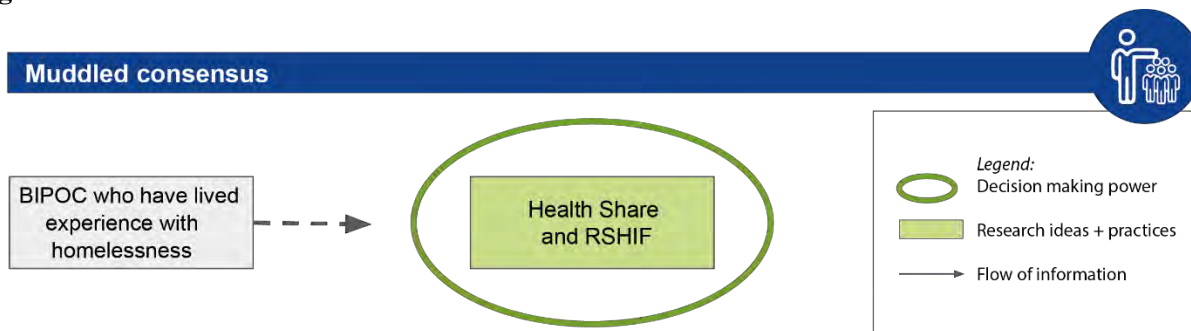 Muddled consensus
BIPOC who have lived
experience with
homelessness
Health Share
and RSHIF
Legend:
Decision making power
Research ideas + practices
Flow of information